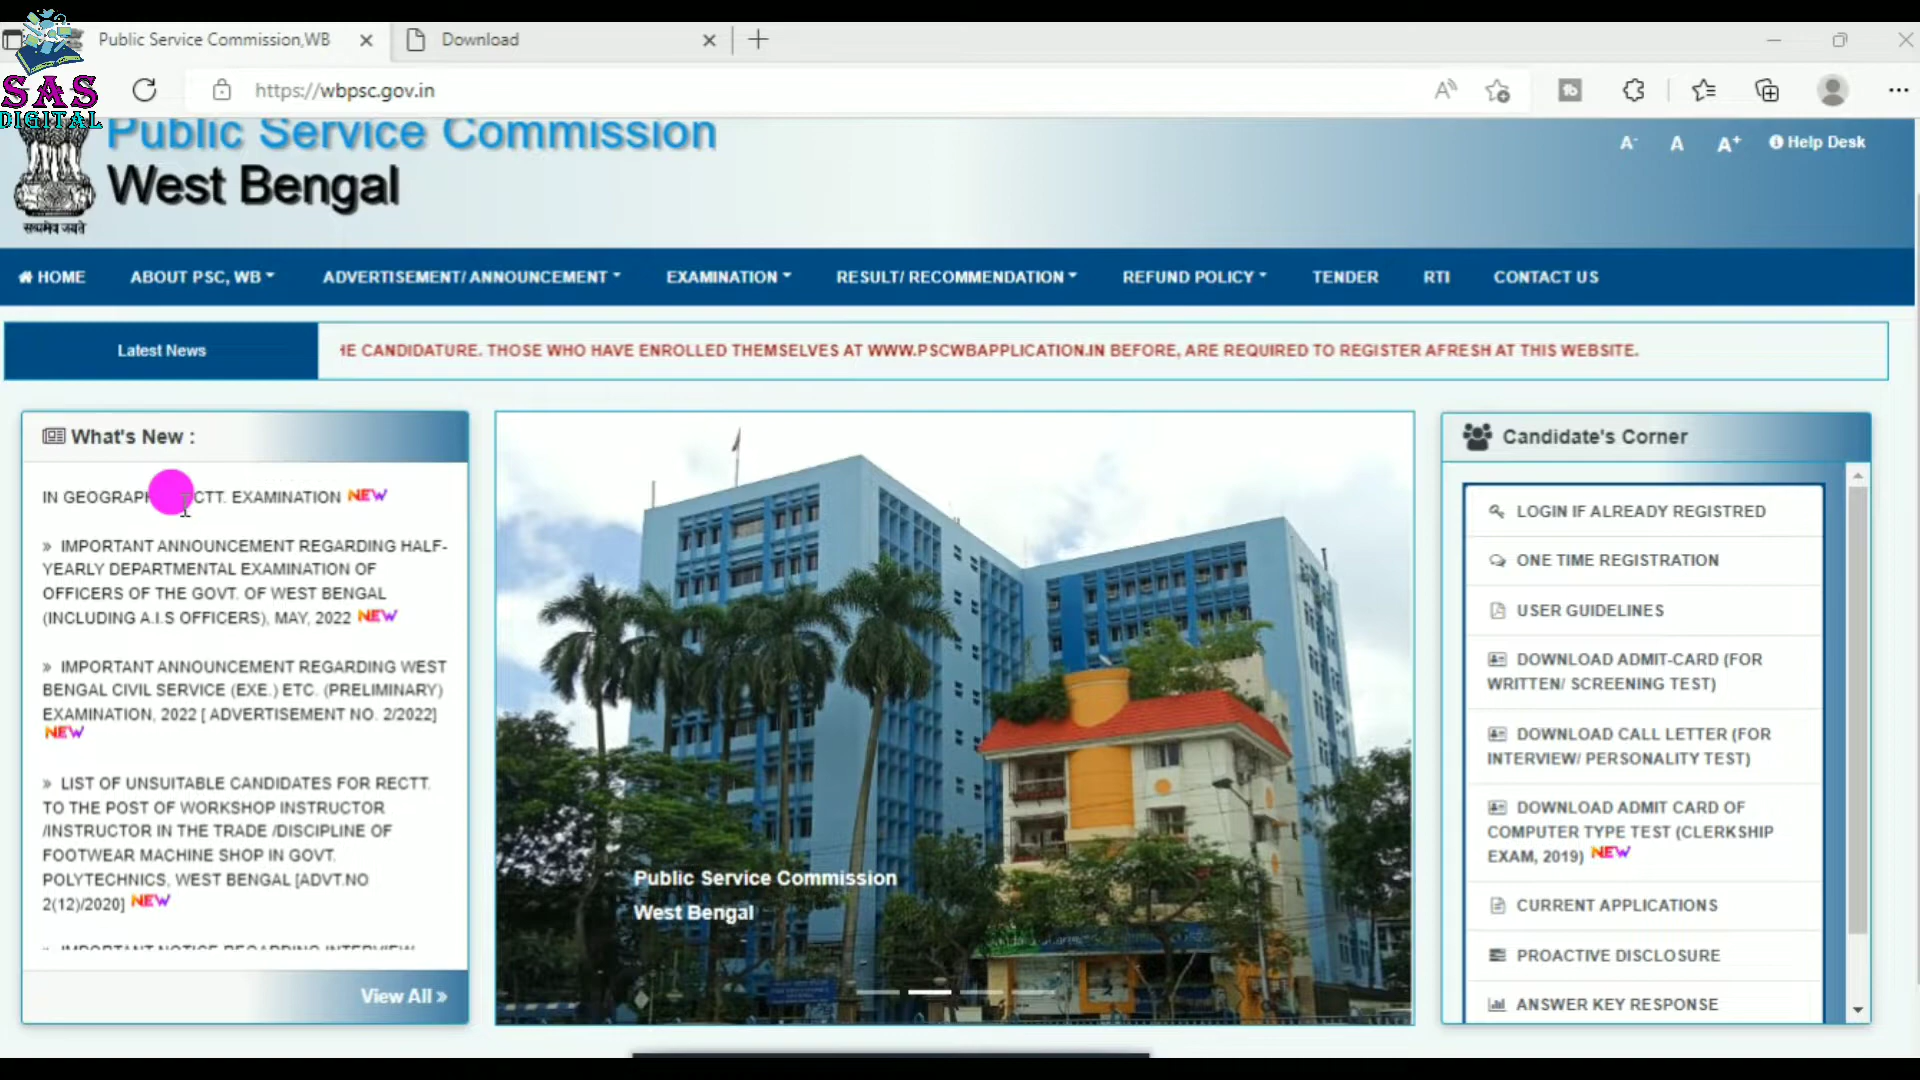 Public Service Commission,WB
Download
SAS
DIGITAL
https://wbpsc.gov.in
Public Service Commission
West Bengal
सत्यमेव जयते
A- A A+ Help Desk
HOME ABOUT PSC, WB ADVERTISEMENT/ ANNOUNCEMENT EXAMINATION RESULT/ RECOMMENDATION REFUND POLICY TENDER RTI CONTACT US
Latest News
CANDIDATURE. THOSE WHO HAVE ENROLLED THEMSELVES AT WWW.PSCWBAPPLICATION.IN BEFORE, ARE REQUIRED TO REGISTER AFRESH AT THIS WEBSITE.
What's New :
IN EXAMINATION NEW
» IMPORTANT ANNOUNCEMENT REGARDING HALF-
YEARLY DEPARTMENTAL EXAMINATION OF
OFFICERS OF THE GOVT. OF WEST BENGAL
(INCLUDING A.I.S OFFICERS), MAY, 2022 NEW
» IMPORTANT ANNOUNCEMENT REGARDING WEST
BENGAL CIVIL SERVICE (EXE.) ETC. (PRELIMINARY)
EXAMINATION, 2022 [ ADVERTISEMENT NO. 2/2022]
NEW
» LIST OF UNSUITABLE CANDIDATES FOR RECTT.
TO THE POST OF WORKSHOP INSTRUCTOR
/INSTRUCTOR IN THE TRADE /DISCIPLINE OF
FOOTWEAR MACHINE SHOP IN GOVT.
POLYTECHNICS, WEST BENGAL [ADVT.NO
2(12)/2020] NEW
» IMPORTANT NOTICE REGARDING INTERVIEW
View All »
Public Service Commission
West Bengal
Candidate's Corner
LOGIN IF ALREADY REGISTRED
ONE TIME REGISTRATION
USER GUIDELINES
DOWNLOAD ADMIT-CARD (FOR
WRITTEN/ SCREENING TEST)
DOWNLOAD CALL LETTER (FOR
INTERVIEW/ PERSONALITY TEST)
DOWNLOAD ADMIT CARD OF
COMPUTER TYPE TEST (CLERKSHIP
EXAM, 2019) NEW
CURRENT APPLICATIONS
PROACTIVE DISCLOSURE
ANSWER KEY RESPONSE